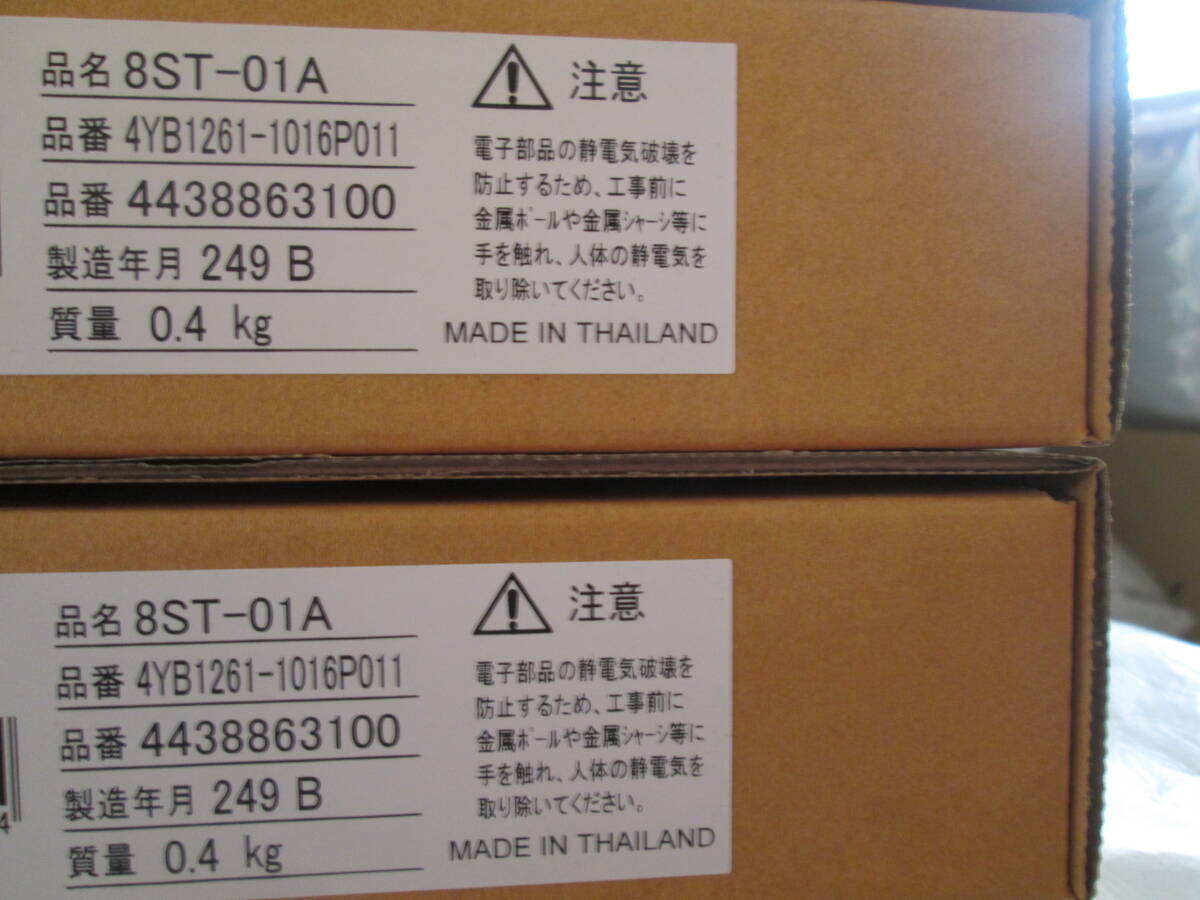 品名 8ST-01A
品番 4YB1261-1016P011
品番 4438863100
製造年月 249 B
質量 0.4 kg
注意
電子部品の静電気破壊を
防止するため、工事前に
金属ポールや金属シャーシ等に
手を触れ、人体の静電気を
取り除いてください。
MADE IN THAILAND
品名 8ST-01A
品番 4YB1261-1016P011
品番 4438863100
製造年月 249 B
質量 0.4 kg
4
注意
電子部品の静電気破壊を
防止するため、工事前に
金属ポールや金属シャーシ等に
手を触れ、人体の静電気を
取り除いてください。
MADE IN THAILAND